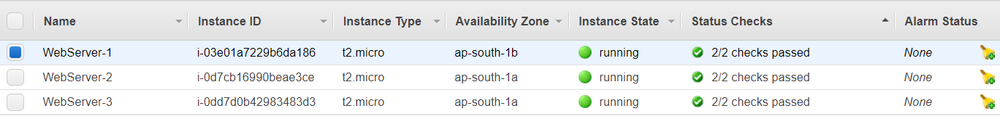 Name Instance ID Instance Type Availability Zone Instance State Status Checks Alarm Status
WebServer-1 i-03e01a7229b6da186 t2.micro ap-south-1b running 2/2 checks passed None
WebServer-2 i-0d7cb16990beae3ce t2.micro ap-south-1a running 2/2 checks passed None
WebServer-3 i-0dd7d0b42983483d3 t2.micro ap-south-1a running 2/2 checks passed None